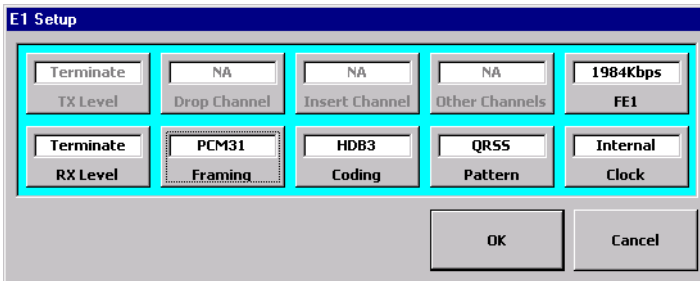 E1 Setup
Terminate NA NA NA 1984Kbps
TX Level Drop Channel Insert Channel Other Channels FE1
Terminate PCM31 HDB3 QRSS Internal
RX Level Framing Coding Pattern Clock
OK Cancel